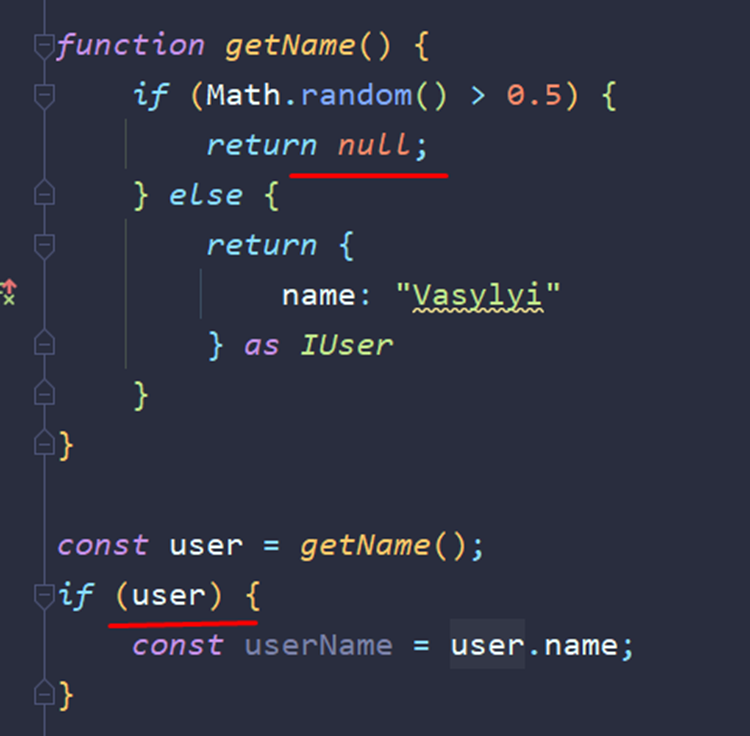 function getName() {
if (Math.random() > 0.5) {
return null;
} else {
return {
name: "Vasylyi"
} as IUser
}
}
const user = getName();
if (user) {
const userName = user.name;
}